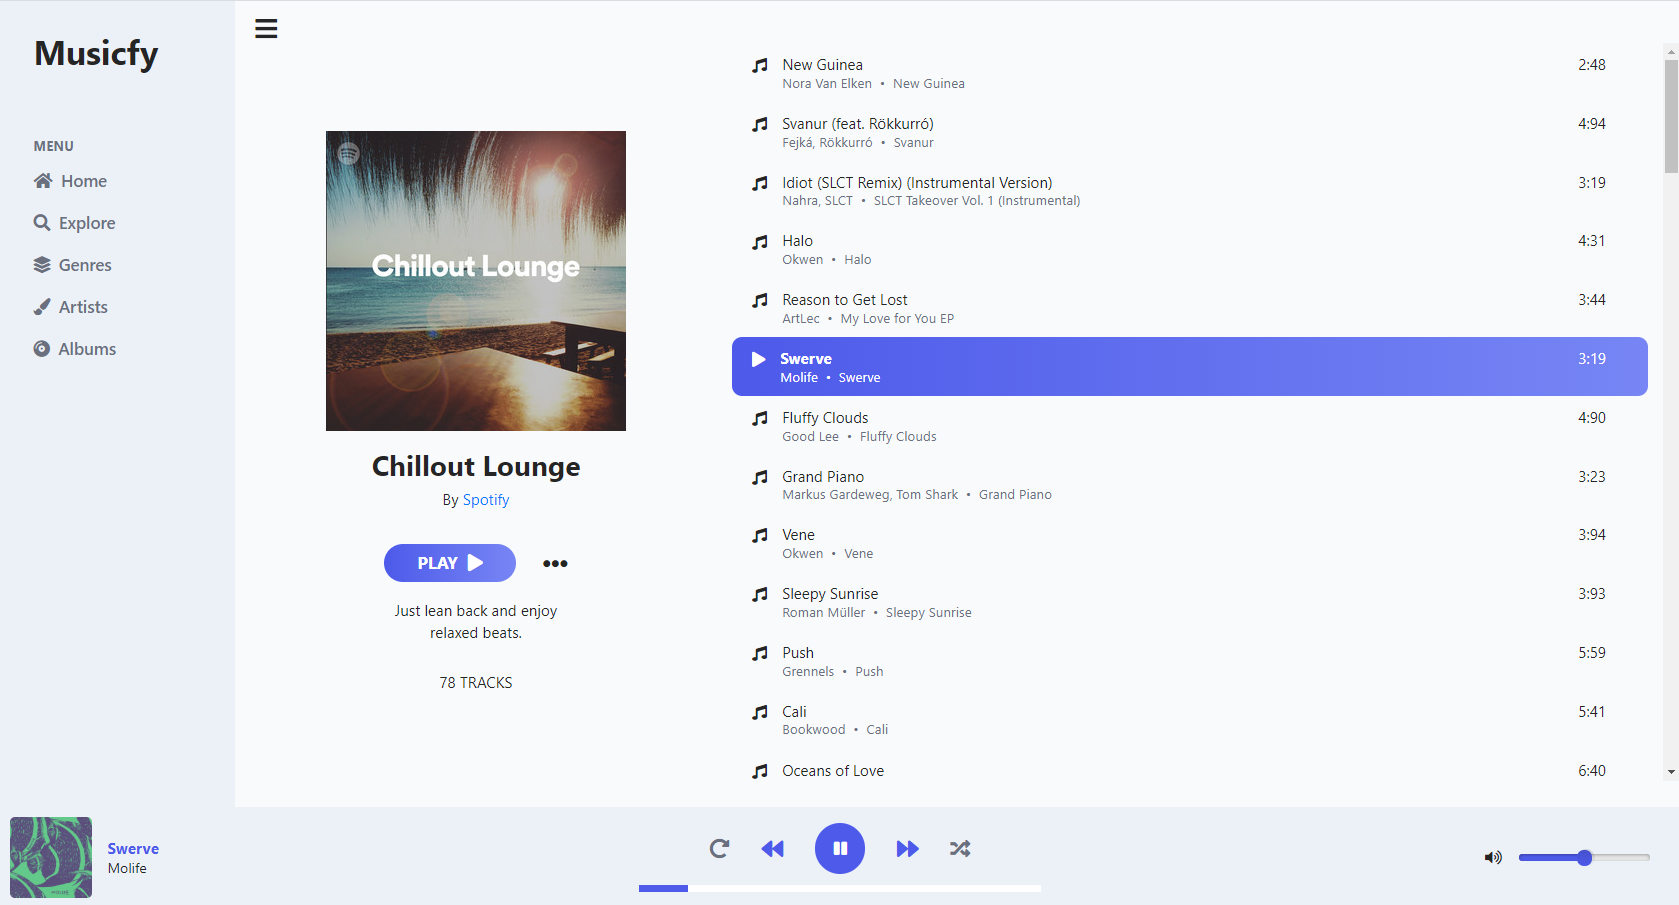 Musicfy
MENU
Home
Explore
Genres
Artists
Albums
Chillout Lounge
Chillout Lounge
By Spotify
PLAY
Just lean back and enjoy
relaxed beats.
78 TRACKS
New Guinea 2:48
Nora Van Elken • New Guinea
Svanur (feat. Rökkurró) 4:94
Fejká, Rökkurró • Svanur
Idiot (SLCT Remix) (Instrumental Version) 3:19
Nahra, SLCT • SLCT Takeover Vol. 1 (Instrumental)
Halo 4:31
Okwen • Halo
Reason to Get Lost 3:44
ArtLec • My Love for You EP
Swerve 3:19
Molife • Swerve
Fluffy Clouds 4:90
Good Lee • Fluffy Clouds
Grand Piano 3:23
Markus Gardeweg, Tom Shark • Grand Piano
Vene 3:94
Okwen • Vene
Sleepy Sunrise 3:93
Roman Müller • Sleepy Sunrise
Push 5:59
Grennels • Push
Cali 5:41
Bookwood • Cali
Oceans of Love 6:40
Swerve
Molife